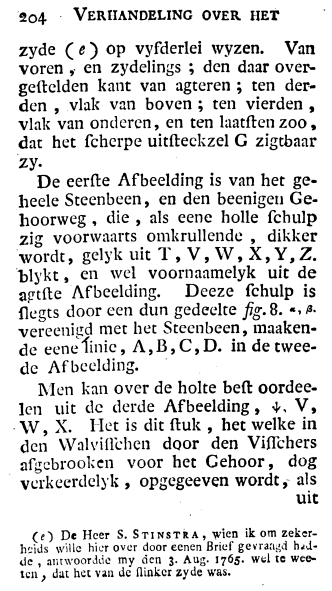 204 VERHANDELING OVER HET
zyde (e) op vyfderlei wyzen. Van
voren, en zydelings; den daar over-
geſtelden kant van agteren; ten der-
den, vlak van boven; ten vierden,
vlak van onderen, en ten laatſten zoo,
dat het ſcherpe uitſteekzel G zigtbaar
zy.
De eerſte Afbeelding is van het ge-
heele Steenbeen, en den beenigen Ge-
hoorweg, die, als eene holle ſchulp
zig voorwaarts omkrullende, dikker
wordt, gelyk uit T, V, W, X, Y, Z.
blykt, en wel voornaamelyk uit de
agtſte Afbeelding. Deeze ſchulp is
ſlegts door een dun gedeelte fig. 8. α, β.
vereenigd met het Steenbeen, maaken-
de eene linie, A, B, C, D. in de twee-
de Afbeelding.
Men kan over de holte beſt oordee-
len uit de derde Afbeelding, ψ. V,
W, X. Het is dit ſtuk, het welke in
den Walviſſchen door den Viſſchers
afgebrooken voor het Gehoor, dog
verkeerdelyk, opgegeven wordt, als
uit
(e) De Heer S. STINSTRA, wien ik om zeker-
heids wille hier over door eenen Brief gevraagd had-
de, antwoordde my den 3. Aug. 1765. wel te wee-
ten, dat het van de ſlinker zyde was.